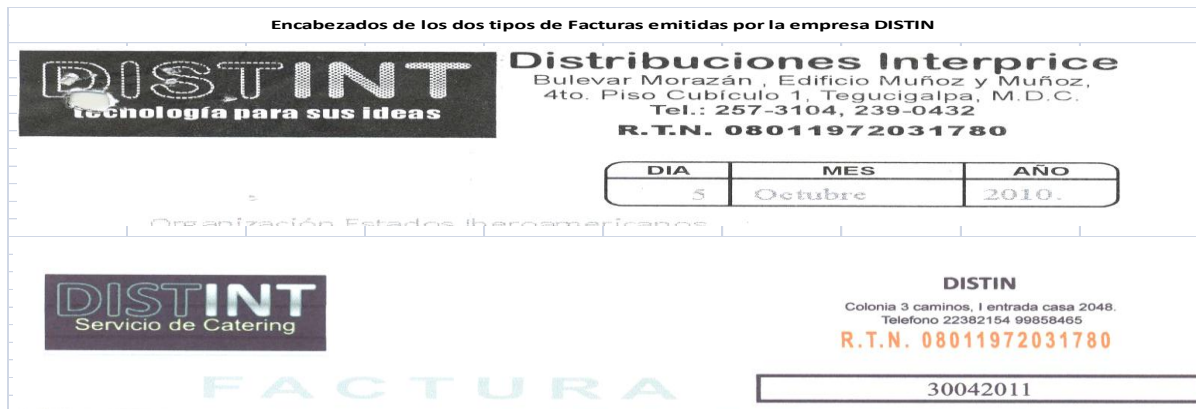 Encabezados de los dos tipos de Facturas emitidas por la empresa DISTIN
DISTINT
tecnología para sus ideas
Distribuciones Interprice
Bulevar Morazán , Edificio Muñoz y Muñoz,
4to. Piso Cubículo 1, Tegucigalpa, M.D.C.
Tel.: 257-3104, 239-0432
R.T.N. 08011972031780
DIA MES AÑO
5 Octubre 2010.
Organización Estados Iberoamericanos
DISTINT
Servicio de Catering
DISTIN
Colonia 3 caminos, I entrada casa 2048.
Telefono 22382154 99858465
R.T.N. 08011972031780
FACTURA
30042011